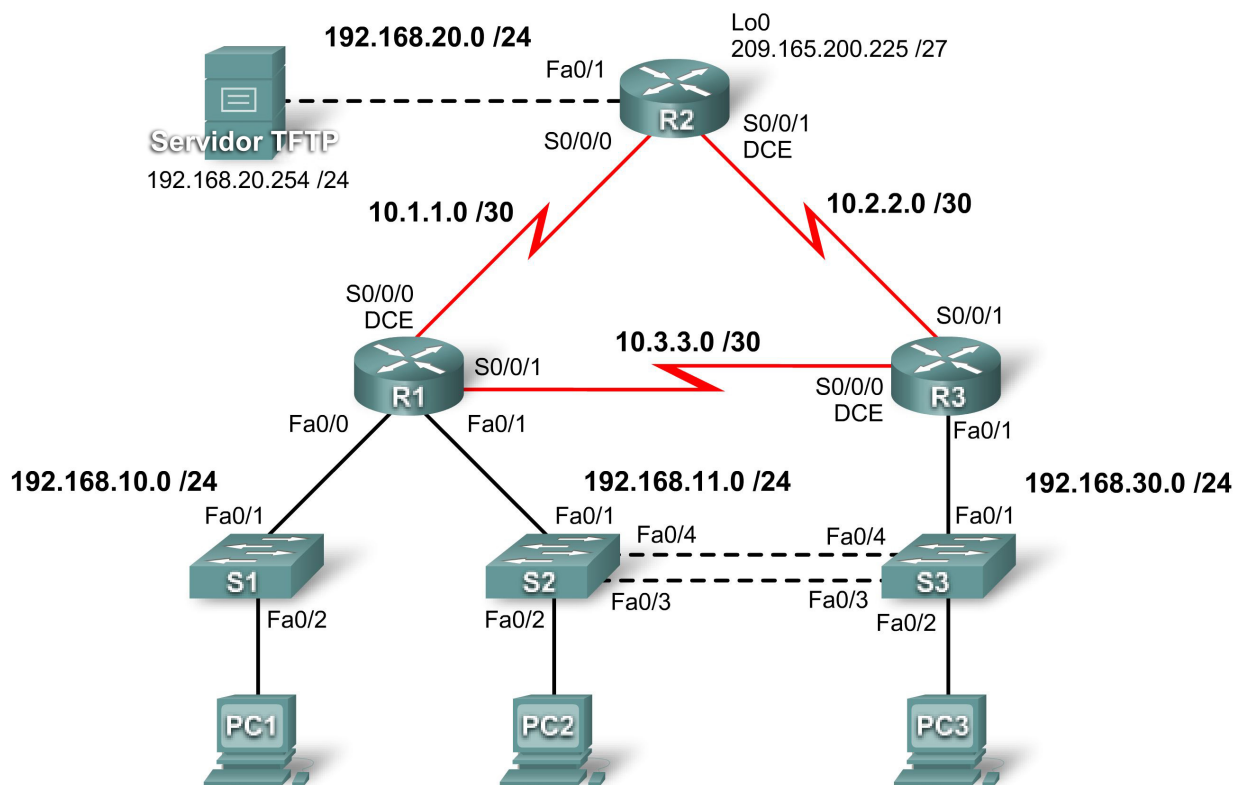 192.168.20.0 /24
Lo0
209.165.200.225 /27
Fa0/1
R2
Servidor TFTP
192.168.20.254 /24
S0/0/0
S0/0/1
DCE
10.1.1.0 /30
10.2.2.0 /30
S0/0/0
DCE
S0/0/1
10.3.3.0 /30
S0/0/1
R1
S0/0/0
DCE
R3
Fa0/0
Fa0/1
Fa0/1
192.168.10.0 /24
192.168.11.0 /24
192.168.30.0 /24
Fa0/1
Fa0/1
Fa0/4
Fa0/4
Fa0/1
S1
S2
S3
Fa0/2
Fa0/2
Fa0/3
Fa0/3
Fa0/2
PC1
PC2
PC3